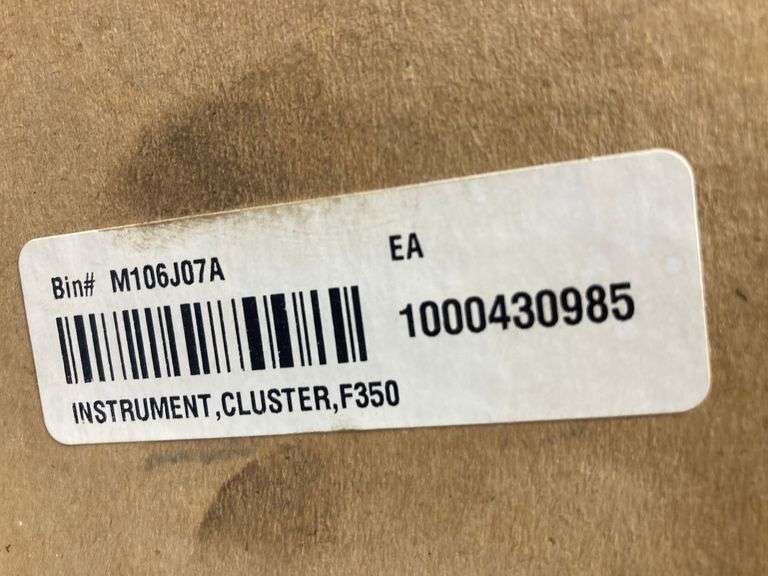 EA
Bin# M106J07A
1000430985
INSTRUMENT,CLUSTER,F350